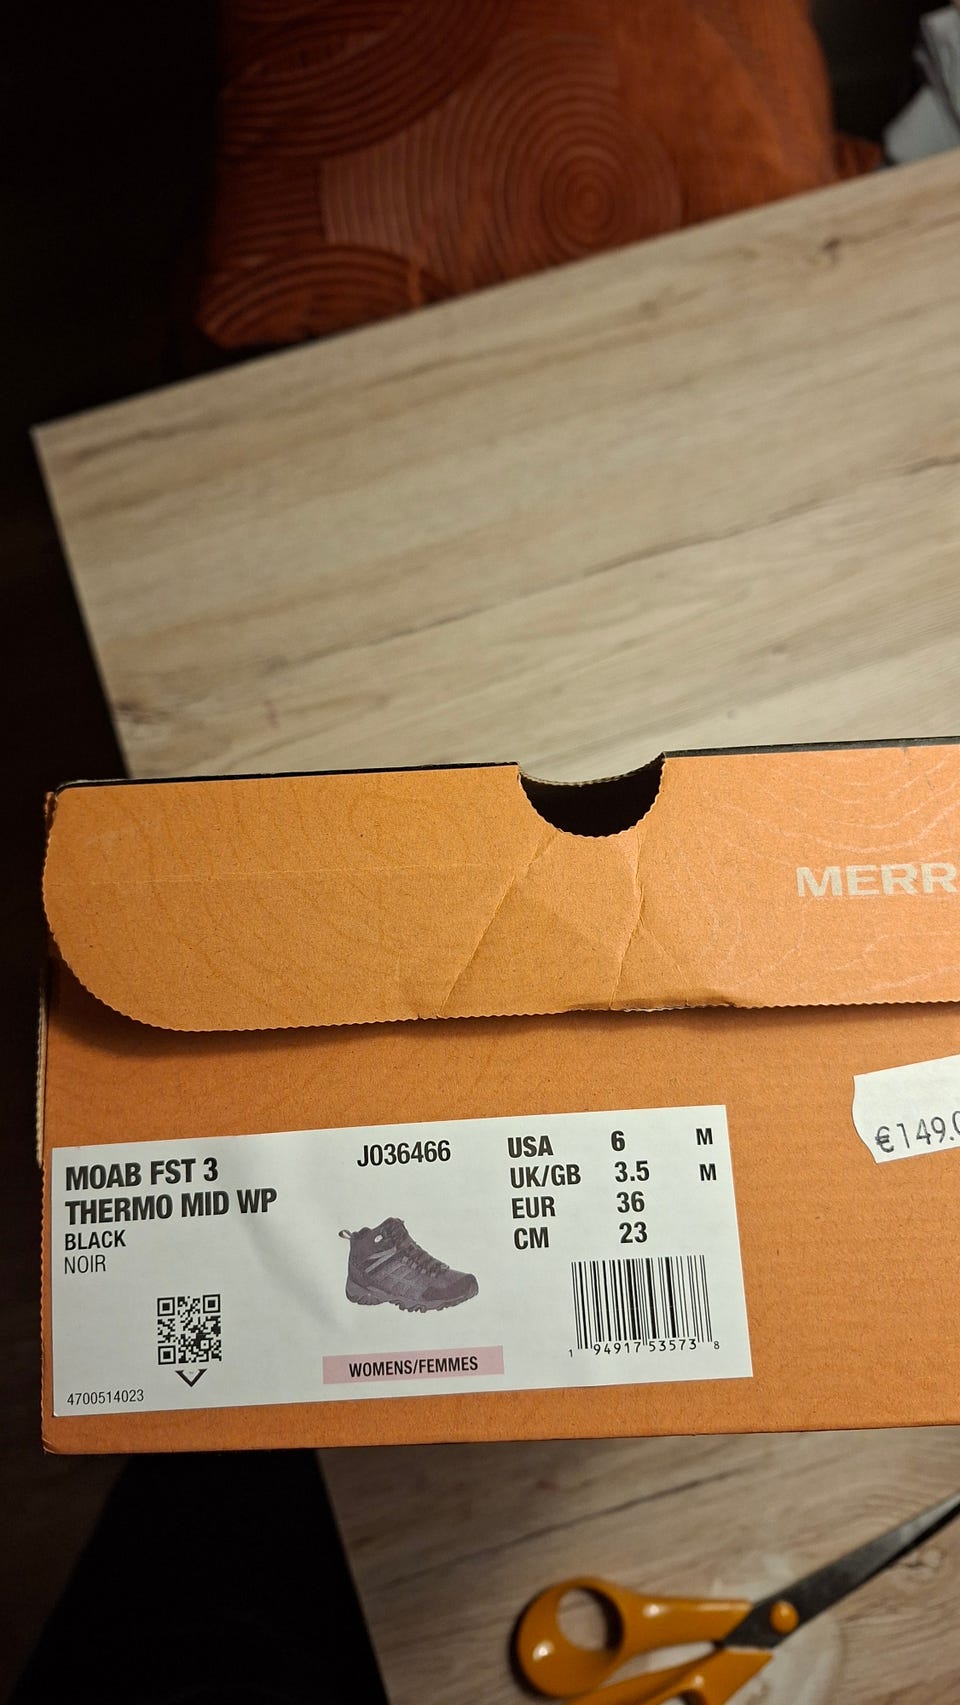 MERR
€149.0
MOAB FST 3
THERMO MID WP
BLACK
NOIR
J036466
USA 6 M
UK/GB 3.5 M
EUR 36
CM 23
WOMENS/FEMMES
1 94917 53573 8
4700514023